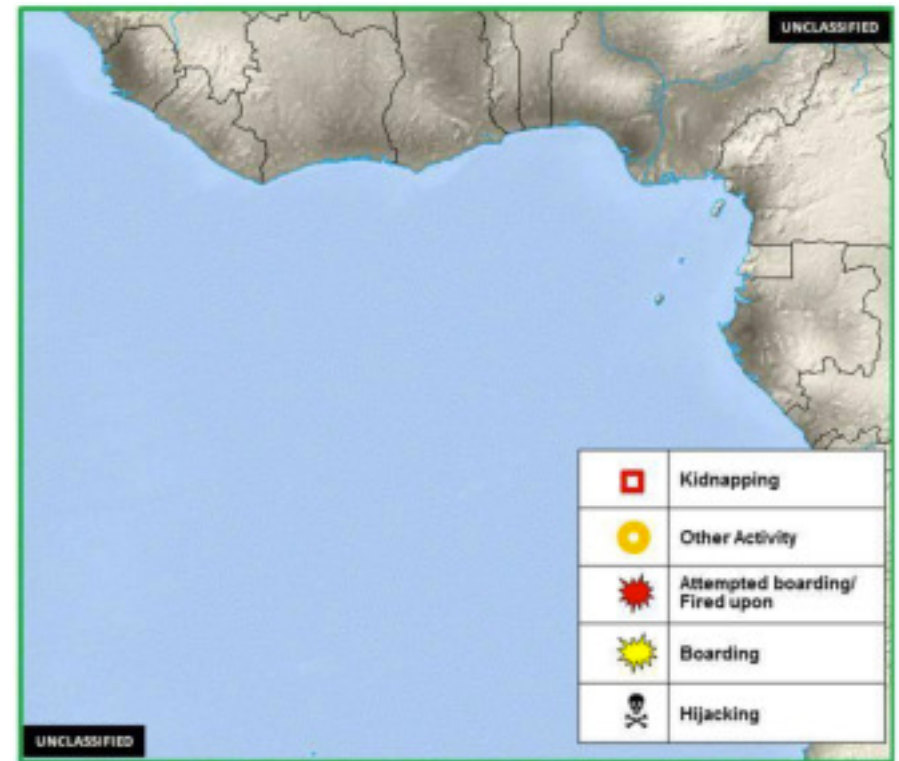 UNCLASSIFIED
Kidnapping
Other Activity
Attempted boarding/
Fired upon
Boarding
Hijacking
UNCLASSIFIED